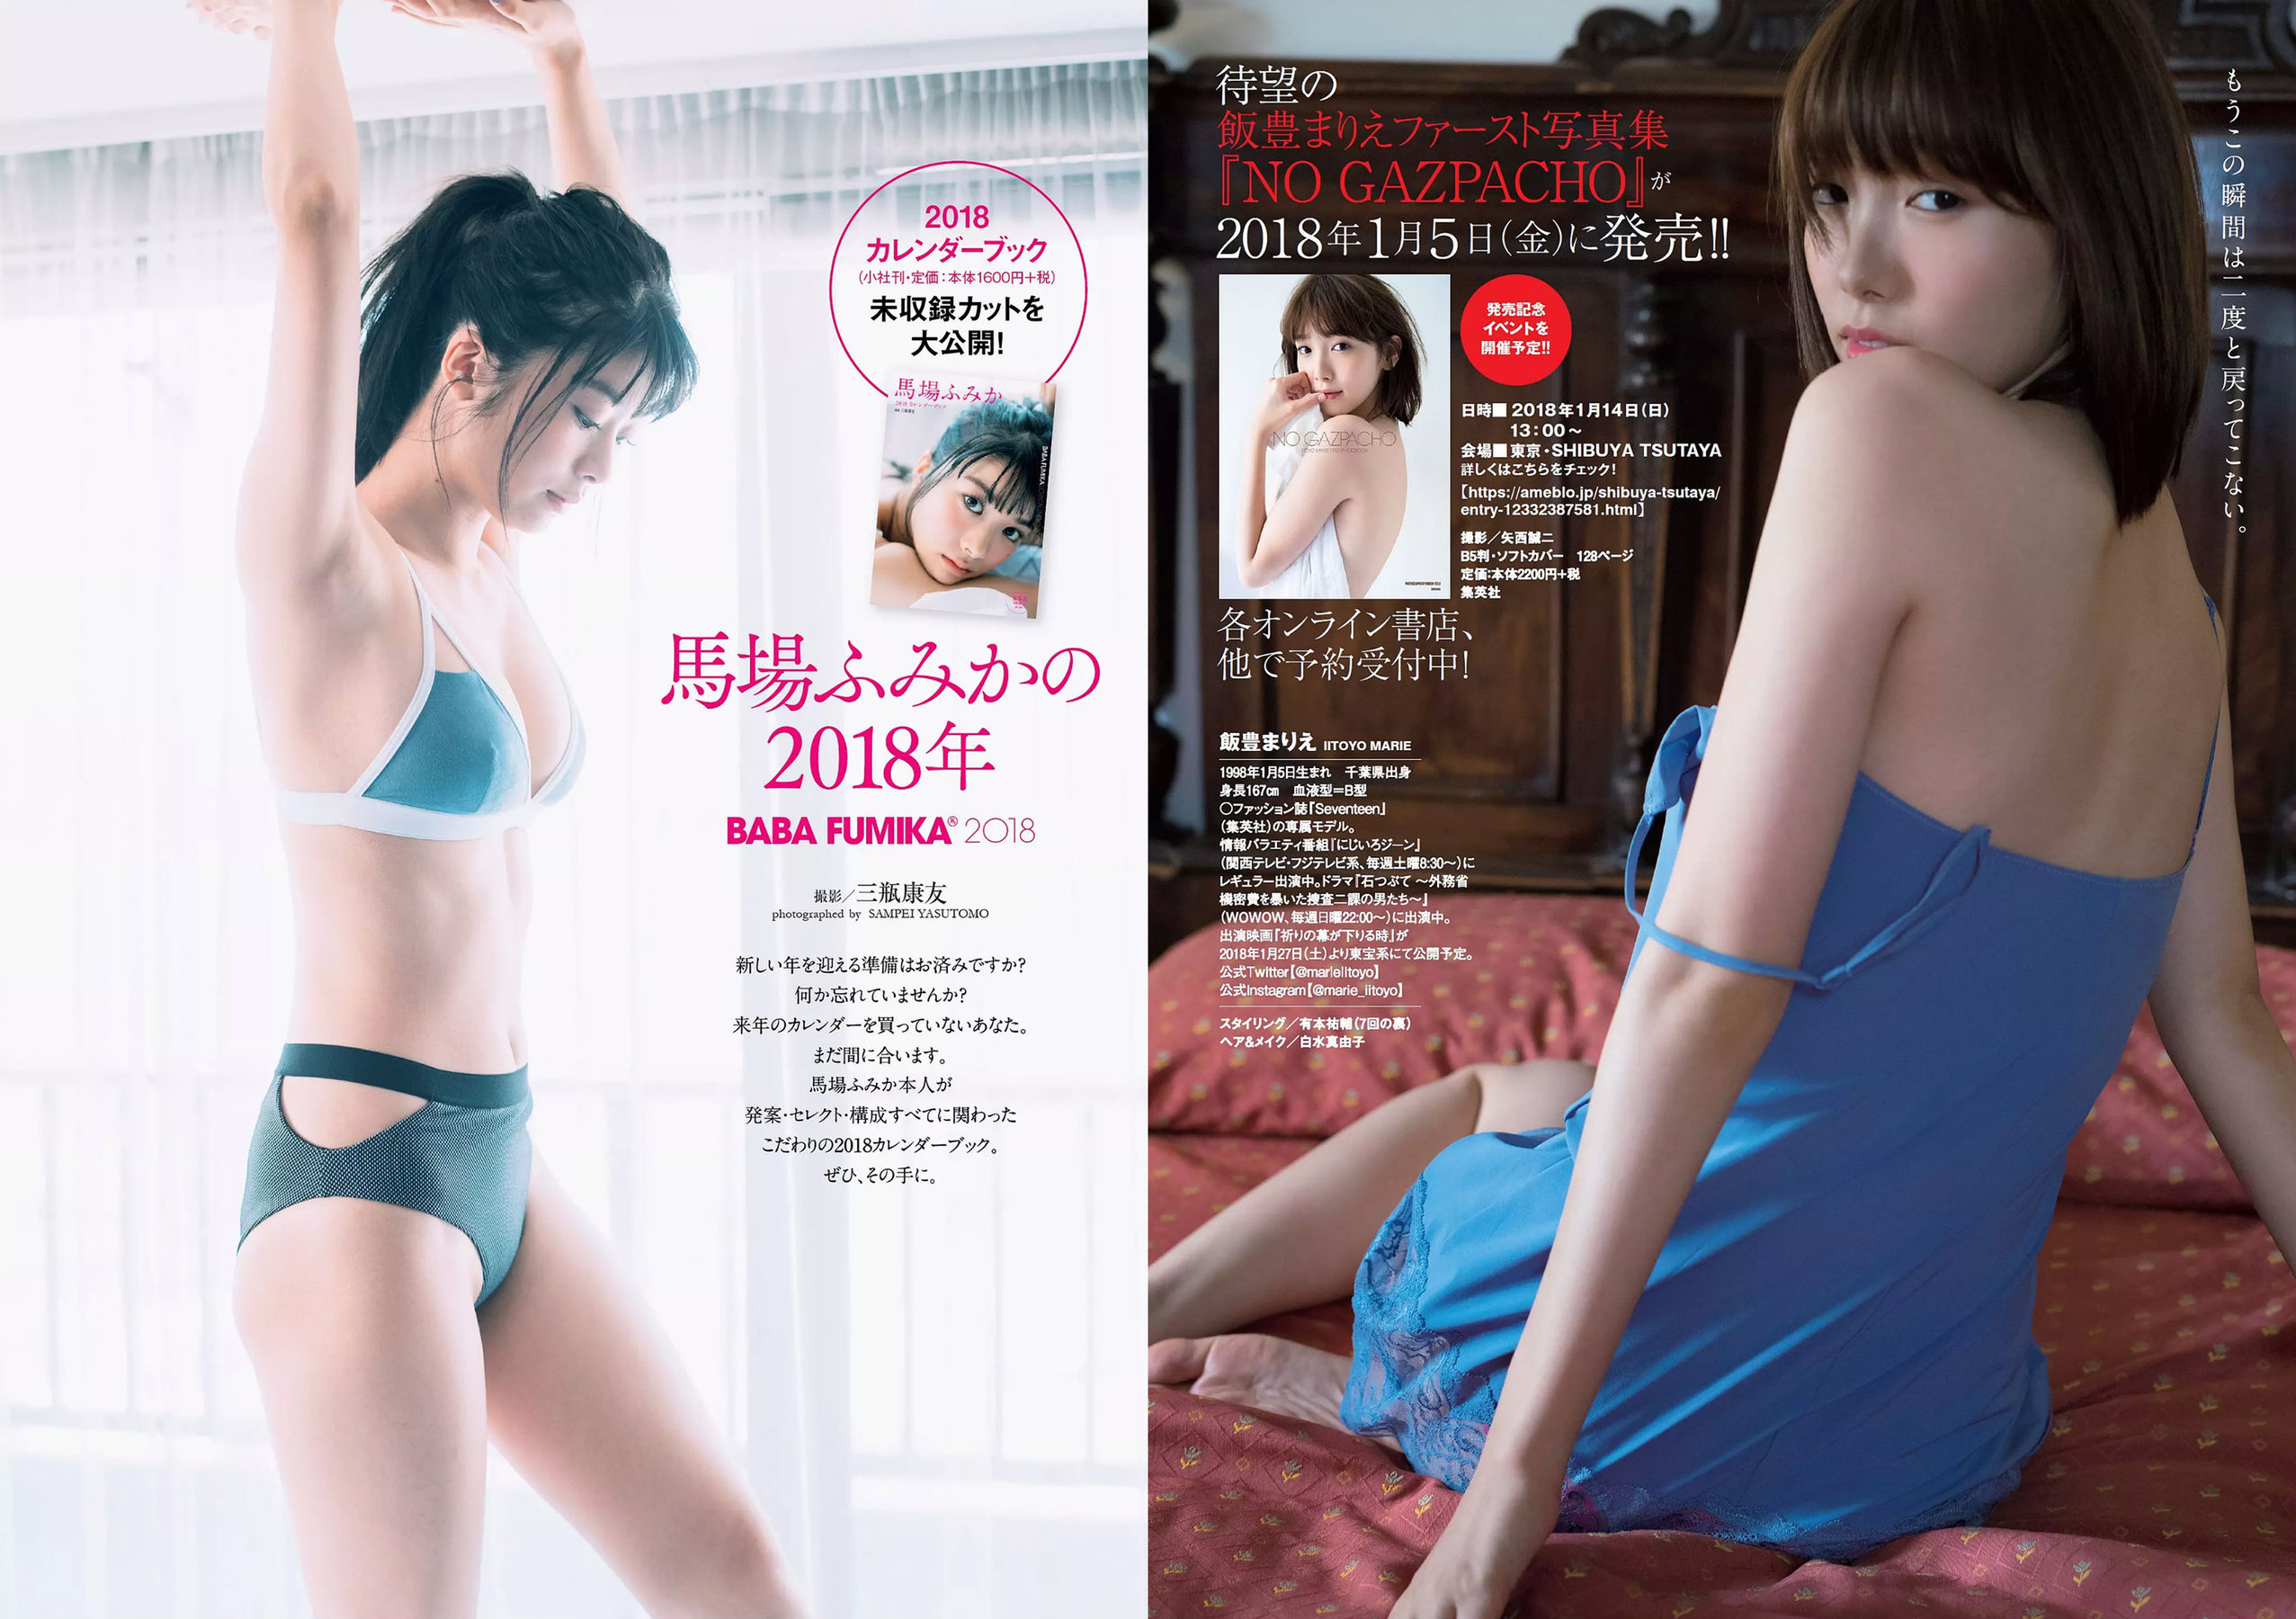 2018
カレンダーブック
(小社刊・定価:本体1600円+税)
未収録カットを
大公開!
馬場ふみか
馬場ふみかの
2018年
BABA FUMIKA® 2018
撮影/三瓶康友
photographed by SAMPEI YASUTOMO
新しい年を迎える準備はお済みですか?
何か忘れていませんか?
来年のカレンダーを買っていないあなた。
まだ間に合います。
馬場ふみか本人が
発案・セレクト・構成すべてに関わった
こだわりの2018カレンダーブック。
ぜひ、その手に。
待望の
飯豊まりえファースト写真集
『NO GAZPACHO』が
2018年1月5日(金)に発売!!
NO GAZPACHO
発売記念
イベントを
開催予定!!
日時■2018年1月14日(日)
13:00~
会場■東京・SHIBUYA TSUTAYA
詳しくはこちらをチェック!
【https://ameblo.jp/shibuya-tsutaya/
entry-12332387581.html】
撮影/矢西誠二
B5判・ソフトカバー 128ページ
定価:本体2200円+税
集英社
各オンライン書店、
他で予約受付中!
飯豊まりえ IITOYO MARIE
1998年1月5日生まれ 千葉県出身
身長167㎝ 血液型=B型
○ファッション誌『Seventeen』
(集英社)の専属モデル。
情報バラエティ番組『にじいろジーン』
(関西テレビ・フジテレビ系、毎週土曜8:30~)に
レギュラー出演中。ドラマ『石つぶて ~外務省
機密費を暴いた捜査二課の男たち~』
(WOWOW、毎週日曜22:00~)に出演中。
出演映画『祈りの幕が下りる時』が
2018年1月27日(土)より東宝系にて公開予定。
公式Twitter【@marieiitoyo】
公式Instagram【@marie_iitoyo】
スタイリング/有本祐輔(7回の裏)
ヘア&メイク/白水真由子
もうこの瞬間は二度と戻ってこない。